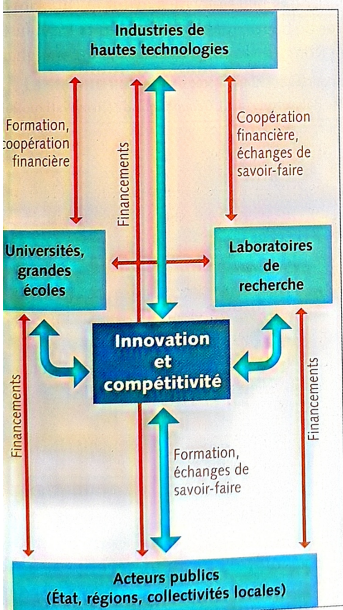 Industries de
hautes technologies
Formation,
coopération
financière
Financements
Coopération
financière,
échanges de
savoir-faire
Universités,
grandes
écoles
Laboratoires
de
recherche
Innovation
et
compétitivité
Financements
Financements
Formation,
échanges de
savoir-faire
Acteurs publics
(État, régions, collectivités locales)